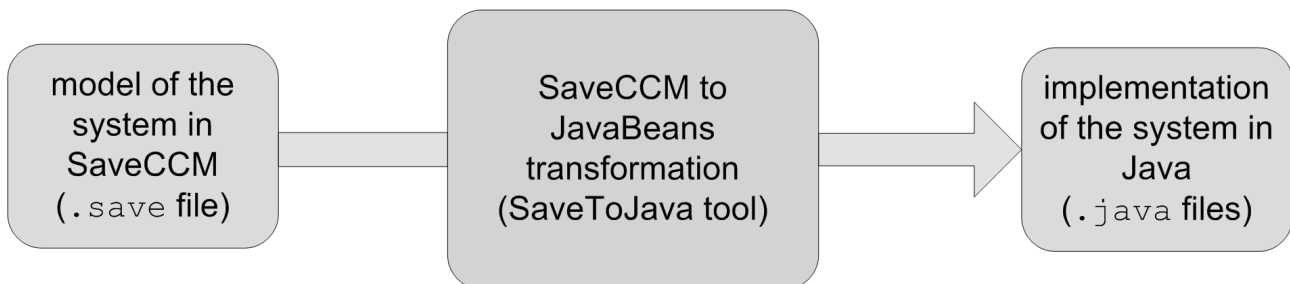 model of the
system in
SaveCCM
(.save file)
SaveCCM to
JavaBeans
transformation
(SaveToJava tool)
implementation
of the system in
Java
(.java files)